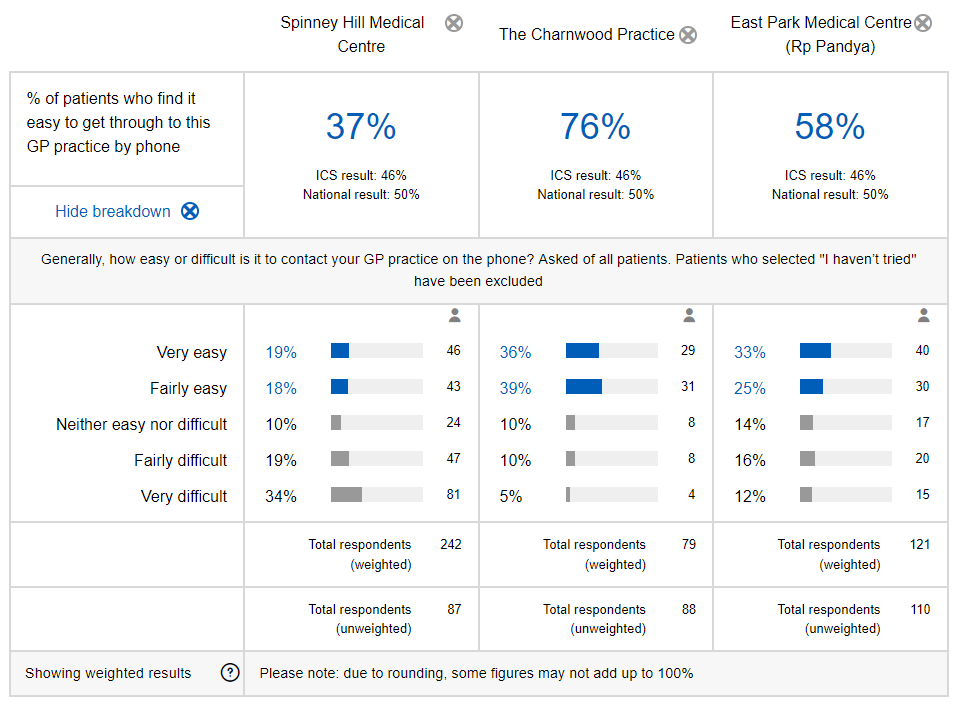 Spinney Hill Medical
Centre
The Charnwood Practice
East Park Medical Centre
(Rp Pandya)
% of patients who find it
easy to get through to this
GP practice by phone
Hide breakdown
37%
ICS result: 46%
National result: 50%
76%
ICS result: 46%
National result: 50%
58%
ICS result: 46%
National result: 50%
Generally, how easy or difficult is it to contact your GP practice on the phone? Asked of all patients. Patients who selected "I haven't tried"
have been excluded
Very easy 19% 46 36% 29 33% 40
Fairly easy 18% 43 39% 31 25% 30
Neither easy nor difficult 10% 24 10% 8 14% 17
Fairly difficult 19% 47 10% 8 16% 20
Very difficult 34% 81 5% 4 12% 15
Total respondents 242 Total respondents 79 Total respondents 121
(weighted) (weighted) (weighted)
Total respondents 87 Total respondents 88 Total respondents 110
(unweighted) (unweighted) (unweighted)
Showing weighted results ? Please note: due to rounding, some figures may not add up to 100%